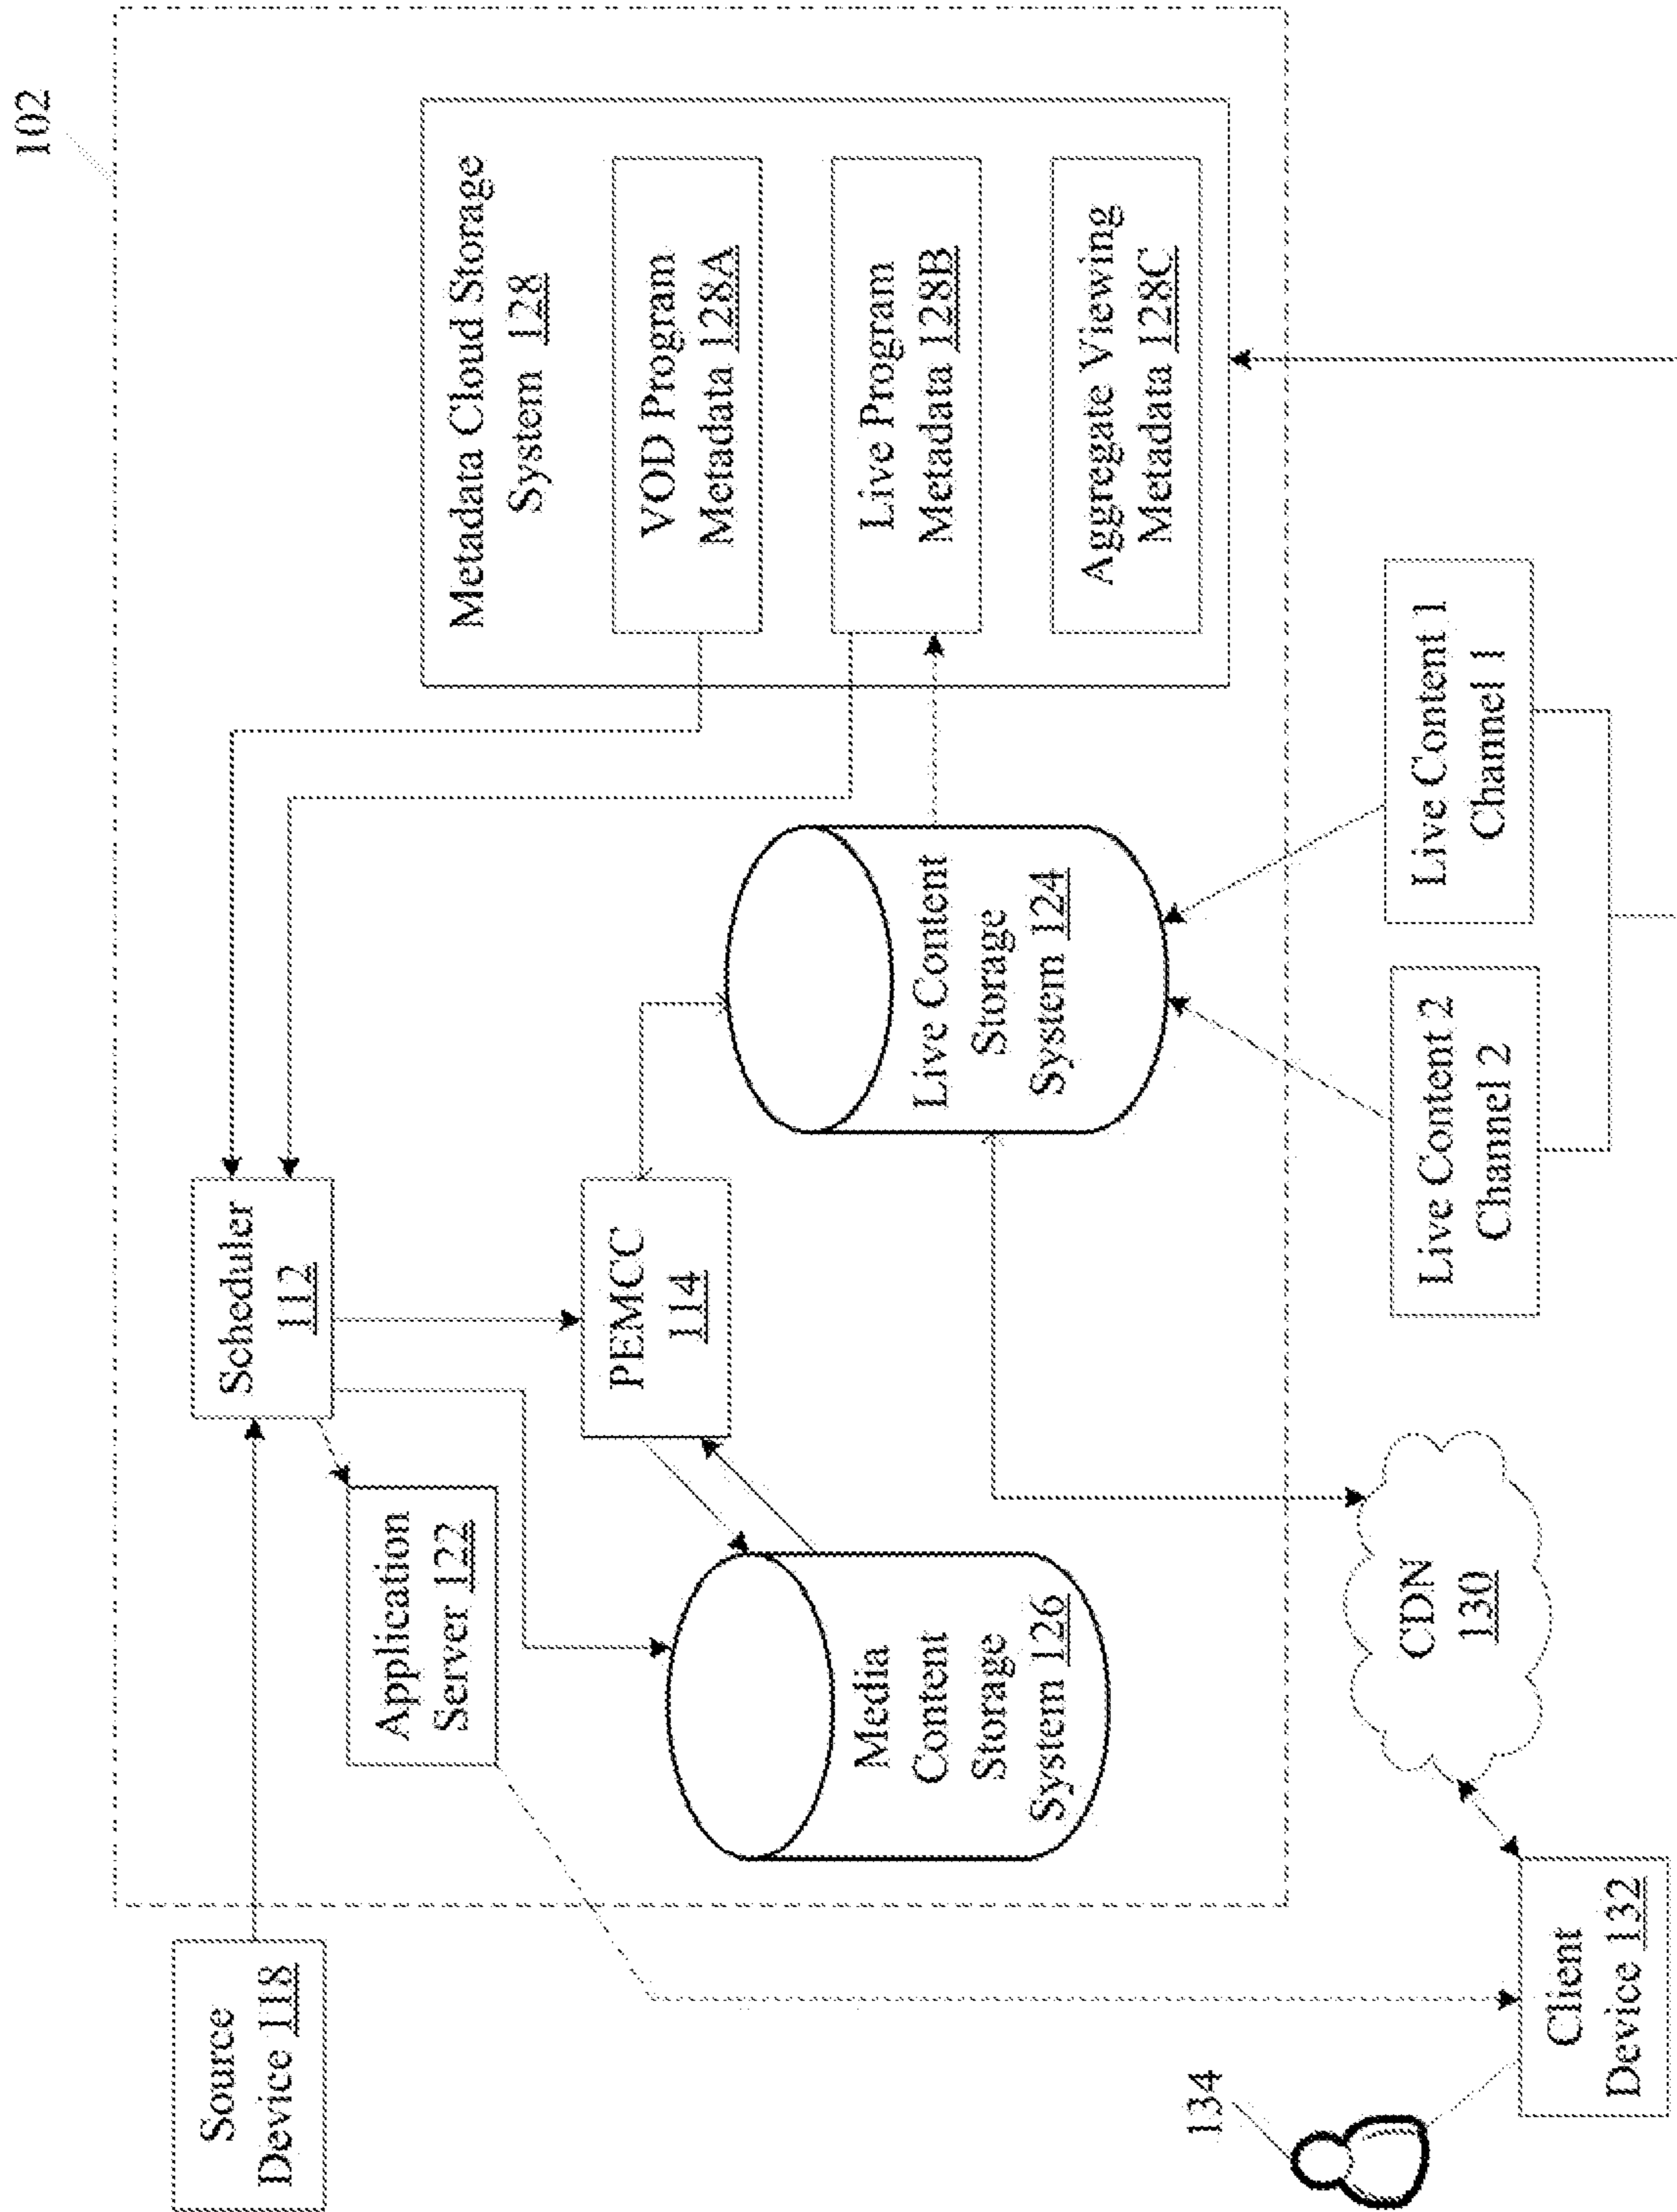 102
Source
Device 118
Scheduler
112
Application
Server 122
PEMCC
114
Media
Content
Storage
System 126
Live Content
Storage
System 124
Metadata Cloud Storage
System 128
VOD Program
Metadata 128A
Live Program
Metadata 128B
Aggregate Viewing
Metadata 128C
134
Client
Device 132
CDN
130
Live Content 2
Channel 2
Live Content 1
Channel 1